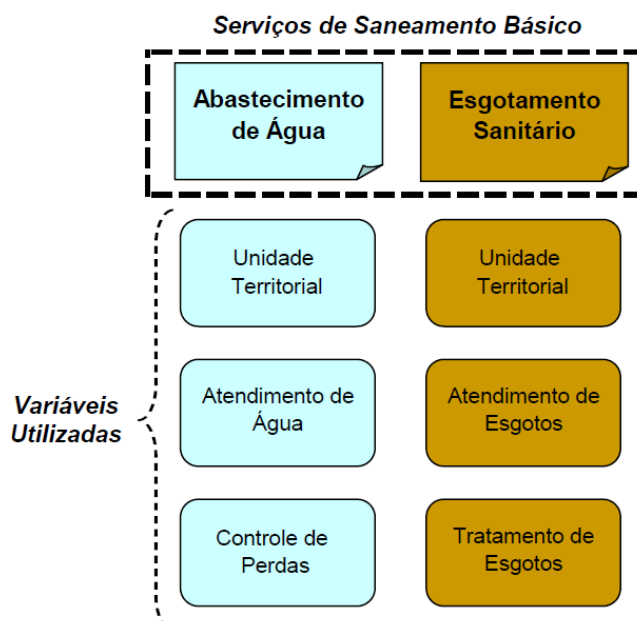 Serviços de Saneamento Básico
Abastecimento
de Água
Esgotamento
Sanitário
Unidade
Territorial
Unidade
Territorial
Variáveis
Utilizadas
Atendimento de
Água
Atendimento de
Esgotos
Controle de
Perdas
Tratamento de
Esgotos